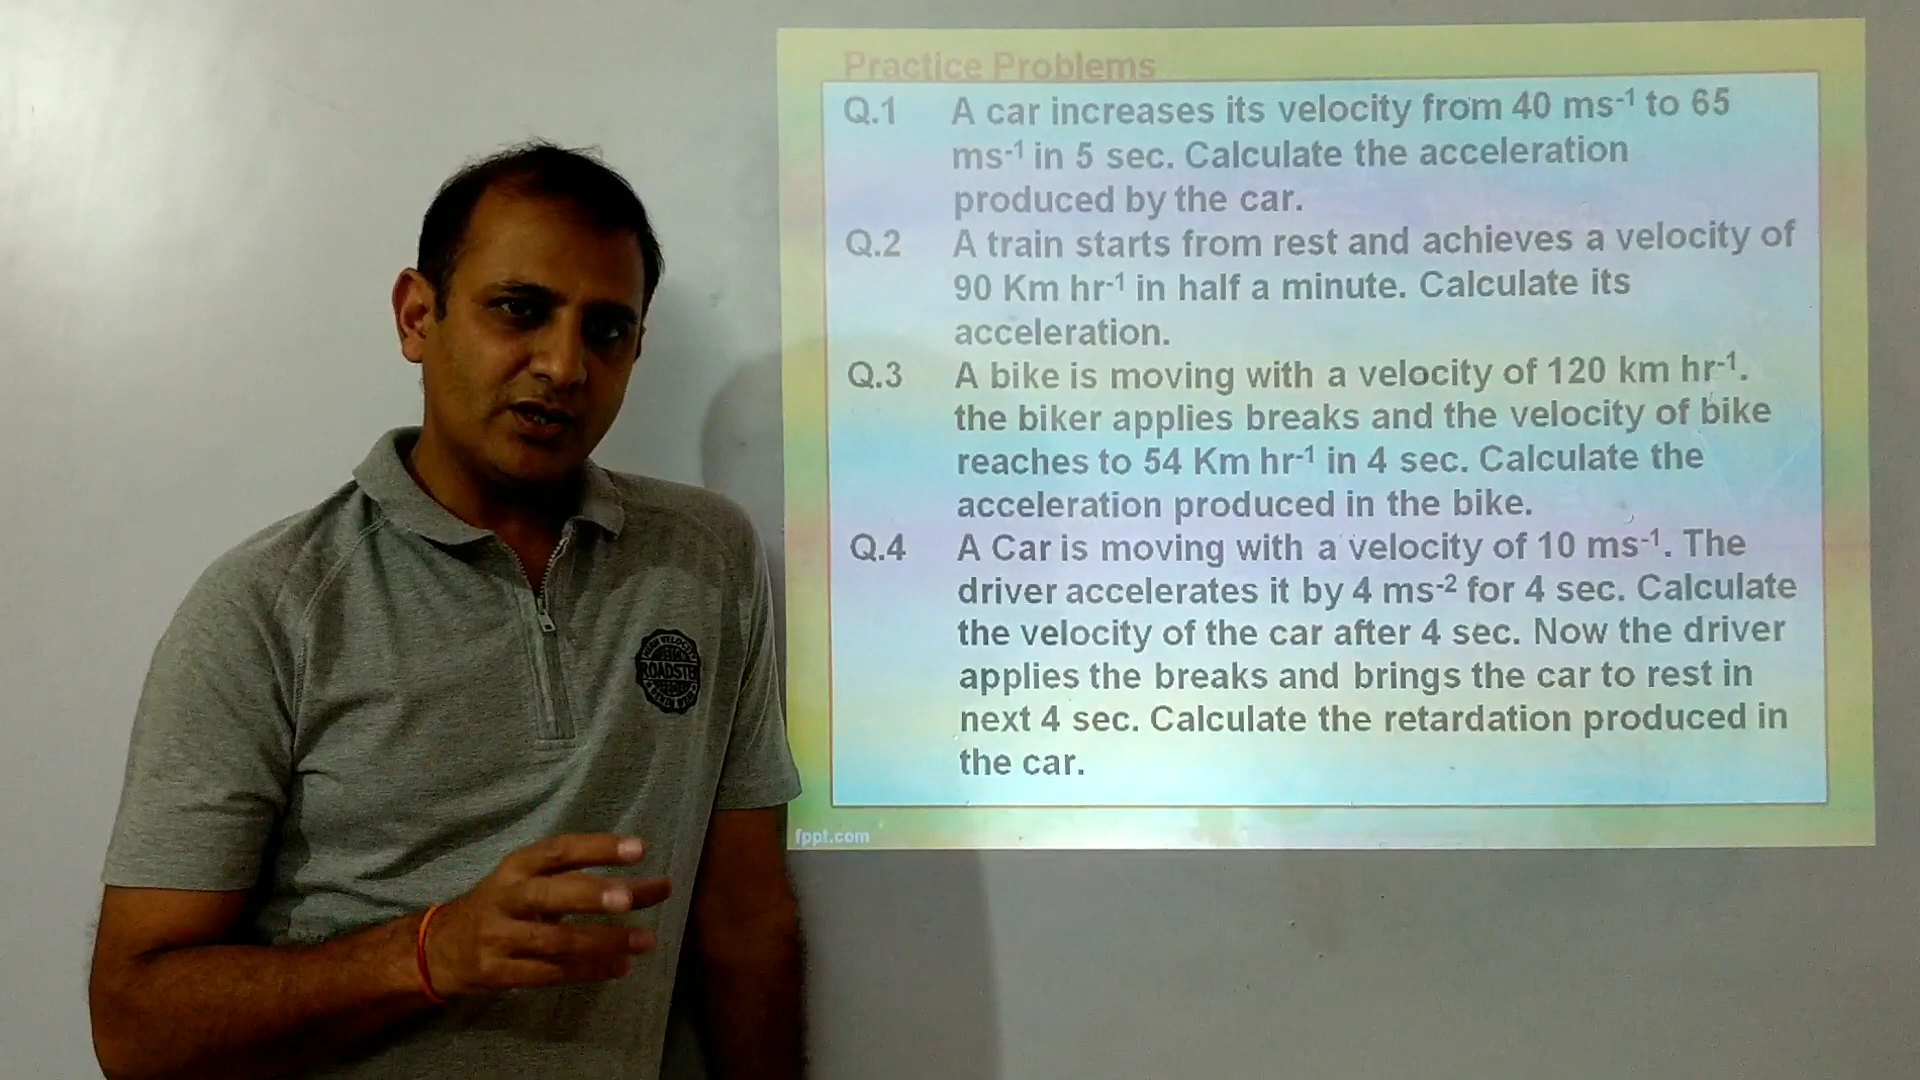 Practice Problems
Q.1 A car increases its velocity from 40 ms-1 to 65
ms-1 in 5 sec. Calculate the acceleration
produced by the car.
Q.2 A train starts from rest and achieves a velocity of
90 Km hr-1 in half a minute. Calculate its
acceleration.
Q.3 A bike is moving with a velocity of 120 km hr-1.
the biker applies breaks and the velocity of bike
reaches to 54 Km hr-1 in 4 sec. Calculate the
acceleration produced in the bike.
Q.4 A Car is moving with a velocity of 10 ms-1. The
driver accelerates it by 4 ms-2 for 4 sec. Calculate
the velocity of the car after 4 sec. Now the driver
applies the breaks and brings the car to rest in
next 4 sec. Calculate the retardation produced in
the car.
fppt.com
ROADSTE